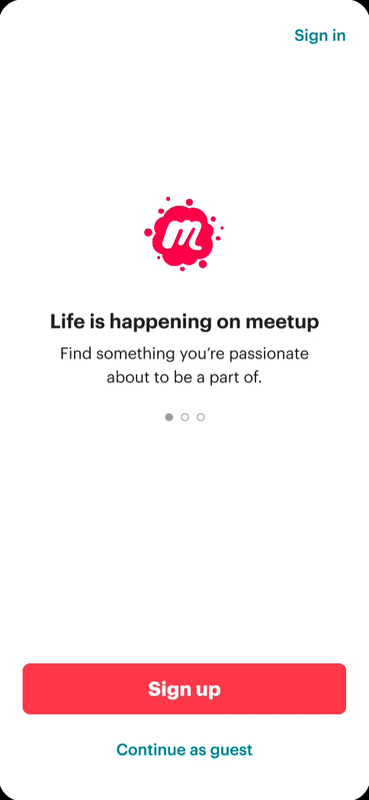 Sign in
m
Life is happening on meetup
Find something you’re passionate
about to be a part of.
Sign up
Continue as guest